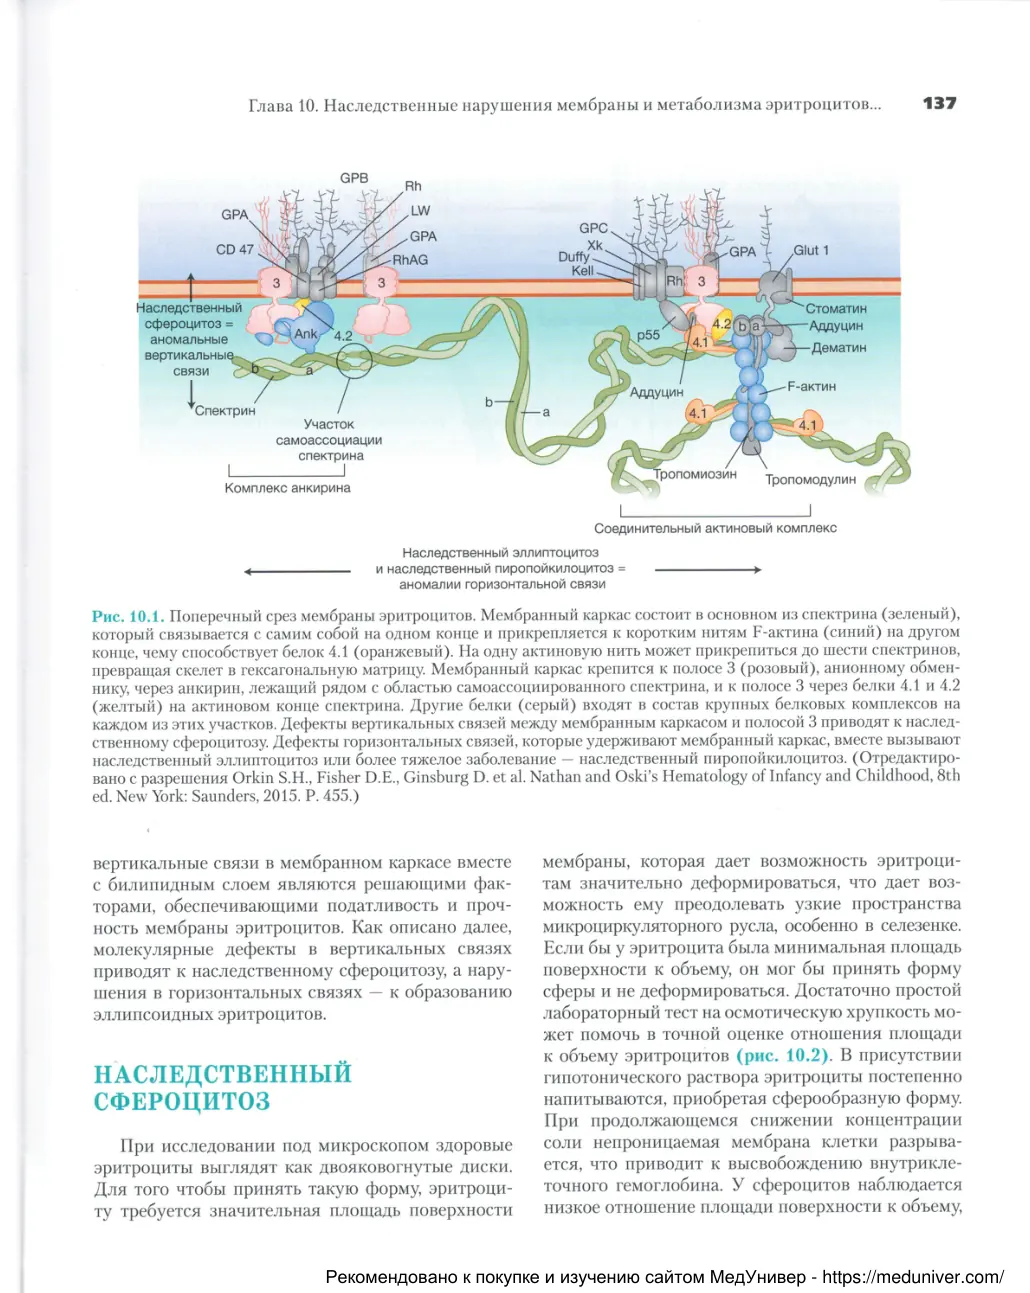 Глава 10. Наследственные нарушения мембраны и метаболизма эритроцитов... 137
GPB
Rh
GPA
LW
GPA
CD 47
RhAG
3
3
GPC
Xk
Duffy
Kell
Rh
3
GPA
Glut 1
Наследственный
сфероцитоз =
аномальные
вертикальные
связи
Ank
4.2
b
a
Спектрин
Участок
самоассоциации
спектрина
Комплекс анкирина
b
a
p55
4.2
4.1
b
a
Стоматин
Аддуцин
Дематин
Аддуцин
F-актин
4.1
4.1
Тропомиозин
Тропомодулин
Соединительный актиновый комплекс
Наследственный эллиптоцитоз
и наследственный пиропойкилоцитоз =
аномалии горизонтальной связи
Рис. 10.1. Поперечный срез мембраны эритроцитов. Мембранный каркас состоит в основном из спектрина (зеленый),
который связывается с самим собой на одном конце и прикрепляется к коротким нитям F-актина (синий) на другом
конце, чему способствует белок 4.1 (оранжевый). На одну актиновую нить может прикрепиться до шести спектринов,
превращая скелет в гексагональную матрицу. Мембранный каркас крепится к полосе 3 (розовый), анионному обмен-
нику, через анкирин, лежащий рядом с областью самоассоциированного спектрина, и к полосе 3 через белки 4.1 и 4.2
(желтый) на актиновом конце спектрина. Другие белки (серый) входят в состав крупных белковых комплексов на
каждом из этих участков. Дефекты вертикальных связей между мембранным каркасом и полосой 3 приводят к наслед-
ственному сфероцитозу. Дефекты горизонтальных связей, которые удерживают мембранный каркас, вместе вызывают
наследственный эллиптоцитоз или более тяжелое заболевание — наследственный пиропойкилоцитоз. (Отредактиро-
вано с разрешения Orkin S.H., Fisher D.E., Ginsburg D. et al. Nathan and Oski's Hematology of Infancy and Childhood, 8th
ed. New York: Saunders, 2015. P. 455.)
вертикальные связи в мембранном каркасе вместе
с билипидным слоем являются решающими фак-
торами, обеспечивающими податливость и проч-
ность мембраны эритроцитов. Как описано далее,
молекулярные дефекты в вертикальных связях
приводят к наследственному сфероцитозу, а нару-
шения в горизонтальных связях — к образованию
эллипсоидных эритроцитов.
НАСЛЕДСТВЕННЫЙ
СФЕРОЦИТОЗ
При исследовании под микроскопом здоровые
эритроциты выглядят как двояковогнутые диски.
Для того чтобы принять такую форму, эритроци-
ту требуется значительная площадь поверхности
мембраны, которая дает возможность эритроци-
там значительно деформироваться, что дает воз-
можность ему преодолевать узкие пространства
микроциркуляторного русла, особенно в селезенке.
Если бы у эритроцита была минимальная площадь
поверхности к объему, он мог бы принять форму
сферы и не деформироваться. Достаточно простой
лабораторный тест на осмотическую хрупкость мо-
жет помочь в точной оценке отношения площади
к объему эритроцитов (рис. 10.2). В присутствии
гипотонического раствора эритроциты постепенно
напитываются, приобретая сферообразную форму.
При продолжающемся снижении концентрации
соли непроницаемая мембрана клетки разрыва-
ется, что приводит к высвобождению внутрикле-
точного гемоглобина. У сфероцитов наблюдается
низкое отношение площади поверхности к объему,
Рекомендовано к покупке и изучению сайтом МедУнивер - https://meduniver.com/